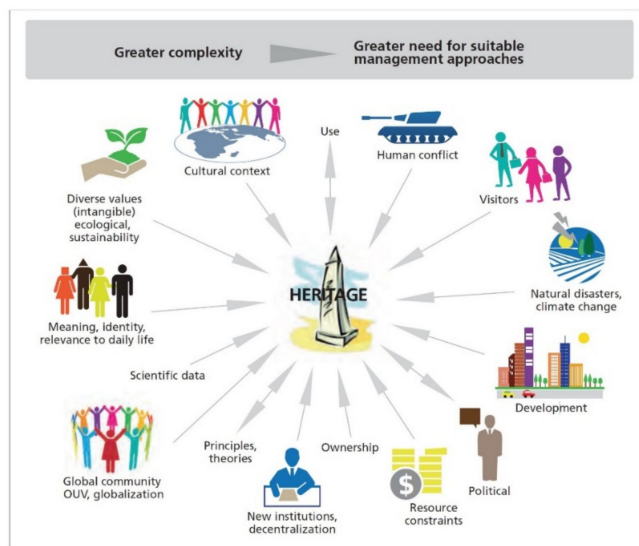 Greater complexity
Greater need for suitable
management approaches
Cultural context
Use
Human conflict
Visitors
Diverse values
(intangible)
ecological,
sustainability
HERITAGE
Natural disasters,
climate change
Meaning, identity,
relevance to daily life
Scientific data
Development
Global community
OUV, globalization
Principles,
theories
New institutions,
decentralization
Ownership
$
Resource
constraints
Political